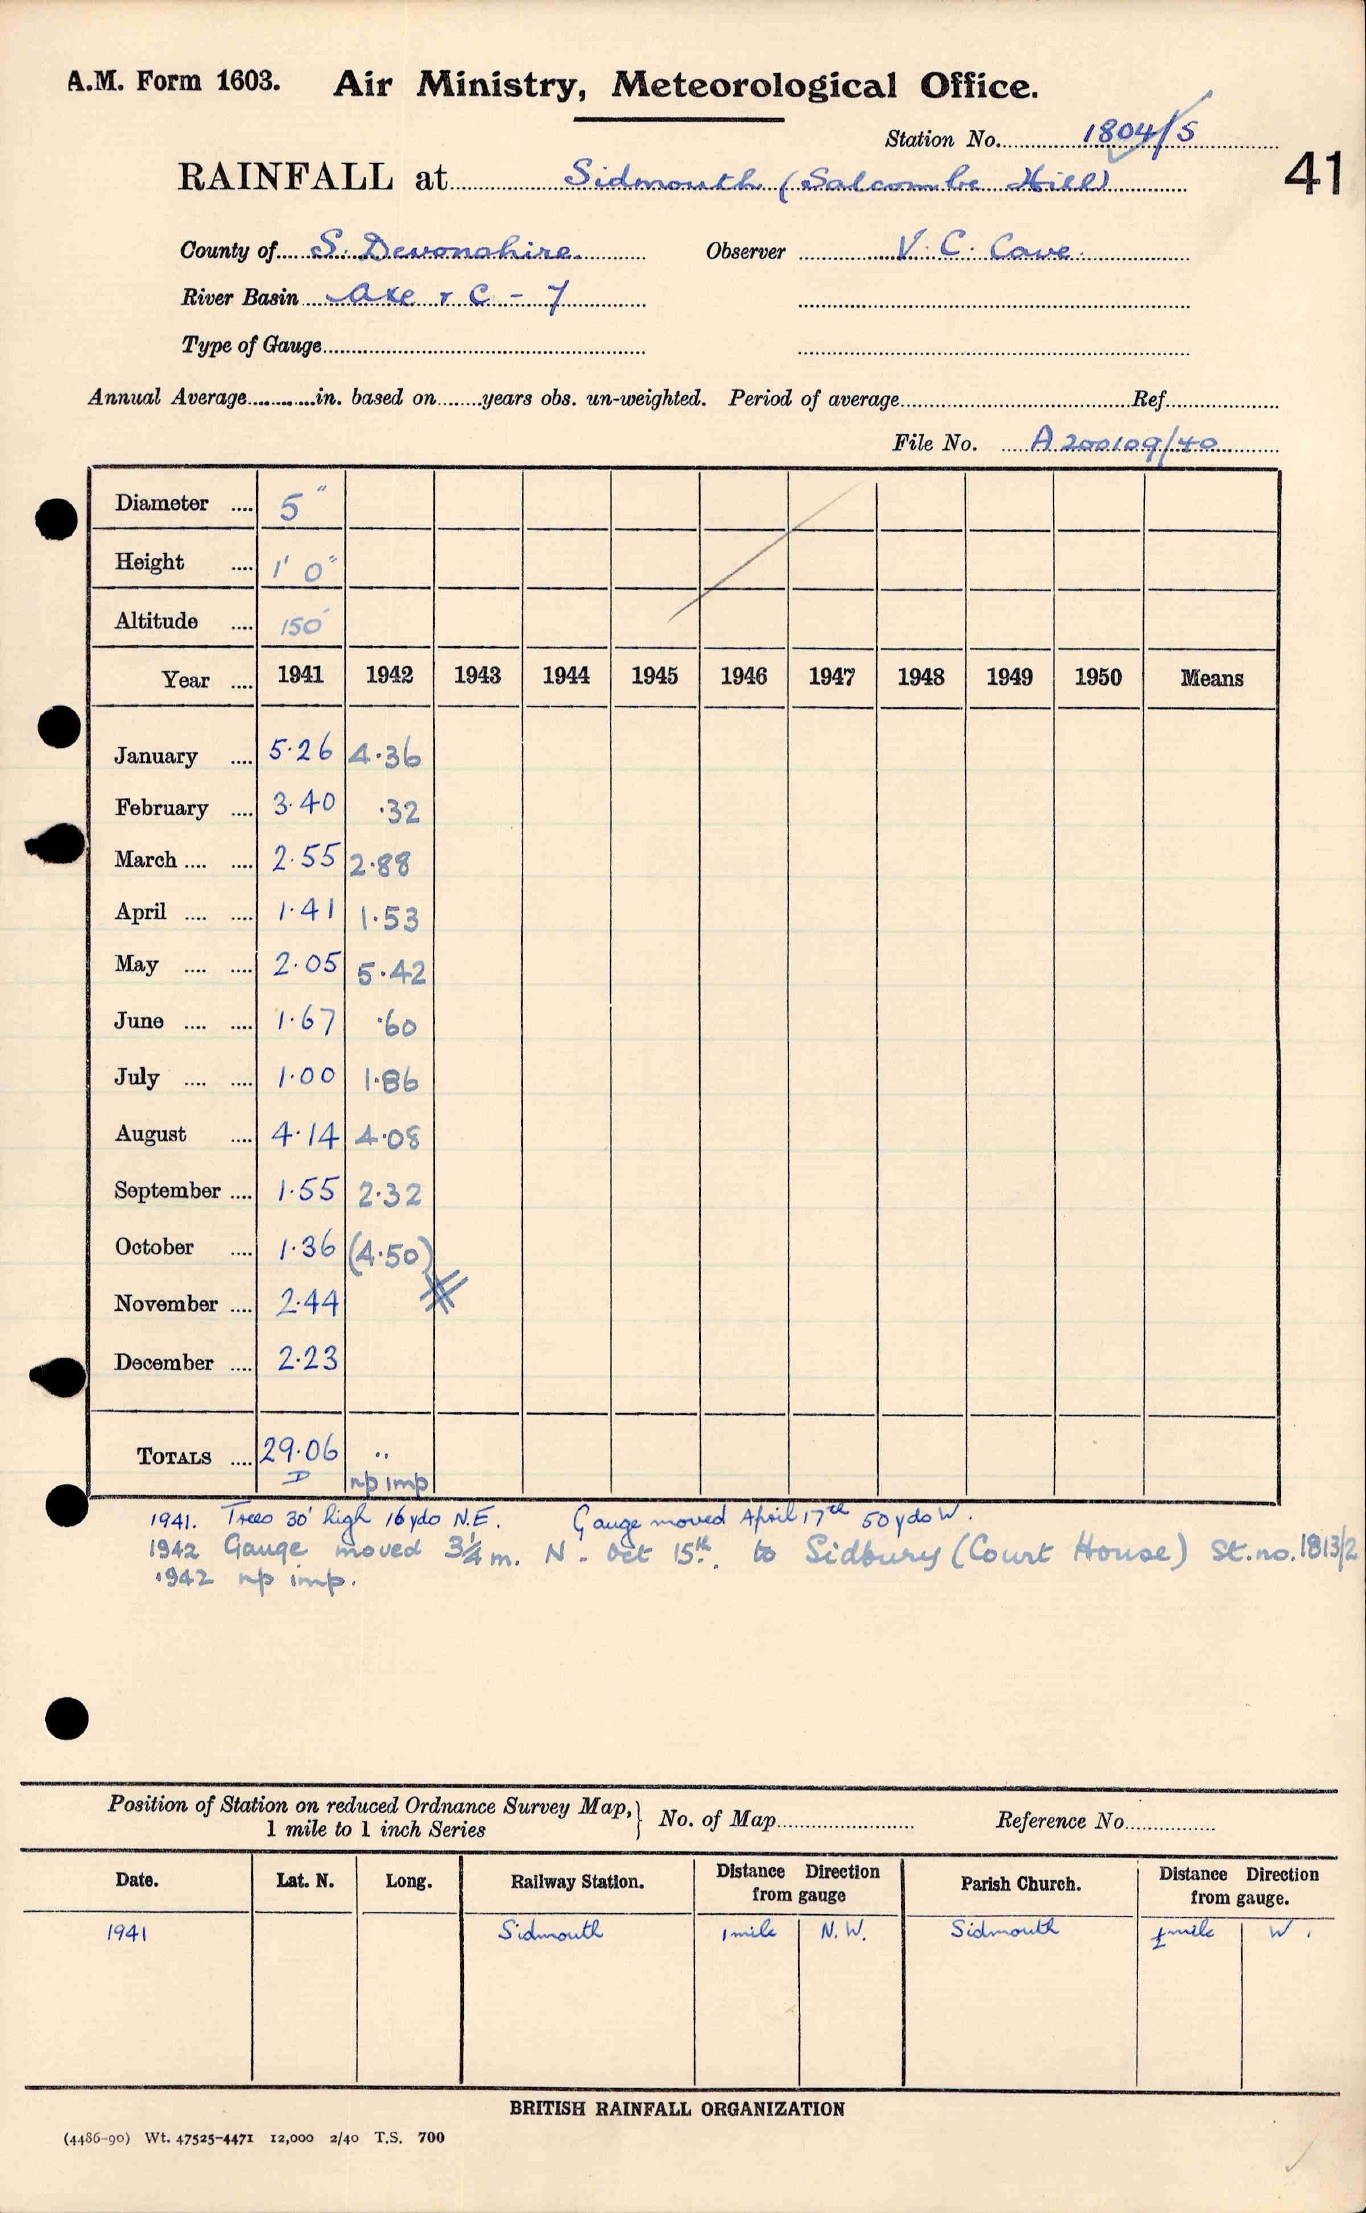 A.M. Form 1603. Air Ministry, Meteorological Office.
Station No. 1804/5
41
RAINFALL at Sidmouth (Salcombe Hill)
County of S. Devonshire. Observer V. C. Cave.
River Basin Axe & C - 7
Type of Gauge
Annual Average in. based on years obs. un-weighted. Period of average Ref.
File No. A200109/40
Diameter .... 5"
Height .... 1' 0"
Altitude .... 150'
Year .... 1941 1942 1943 1944 1945 1946 1947 1948 1949 1950 Means
January .... 5·26 4·36
February .... 3·40 ·32
March .... .... 2·55 2·88
April .... .... 1·41 1·53
May .... .... 2·05 5·42
June .... .... 1·67 ·60
July .... .... 1·00 1·86
August .... 4·14 4·08
September .... 1·55 2·32
October .... 1·36 (4·50)
November .... 2·44
December .... 2·23
TOTALS .... 29·06 ..
D np imp
1941. Trees 30' high 16 yds N.E. Gauge moved April 17th 50 yds W.
1942 Gauge moved 3¼ m. N - Oct 15th. to Sidbury (Court House) St. no. 1813/2
1942 np imp.
Position of Station on reduced Ordnance Survey Map,} No. of Map Reference No.
1 mile to 1 inch Series
Date. Lat. N. Long. Railway Station. Distance Direction from gauge Parish Church. Distance Direction from gauge.
1941 Sidmouth 1 mile N.W. Sidmouth ½ mile W.
BRITISH RAINFALL ORGANIZATION
(4486-90) Wt. 47525-4471 12,000 2/40 T.S. 700